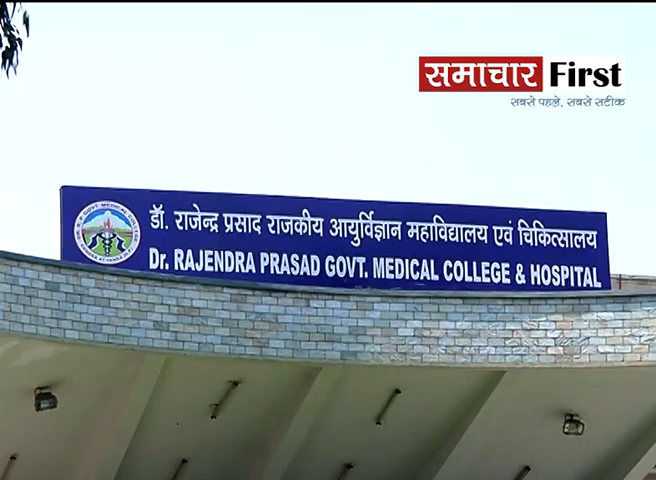 समाचार First
सबसे पहले, सबसे सटीक
डॉ. राजेन्द्र प्रसाद राजकीय आयुर्विज्ञान महाविद्यालय एवं चिकित्सालय
Dr. RAJENDRA PRASAD GOVT. MEDICAL COLLEGE & HOSPITAL